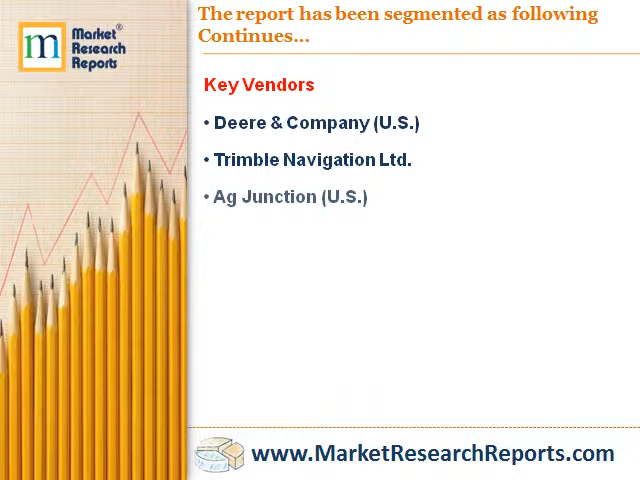 m
Market®
Research
Reports
The report has been segmented as following
Continues...
Key Vendors
• Deere & Company (U.S.)
• Trimble Navigation Ltd.
• Ag Junction (U.S.)
www.MarketResearchReports.com